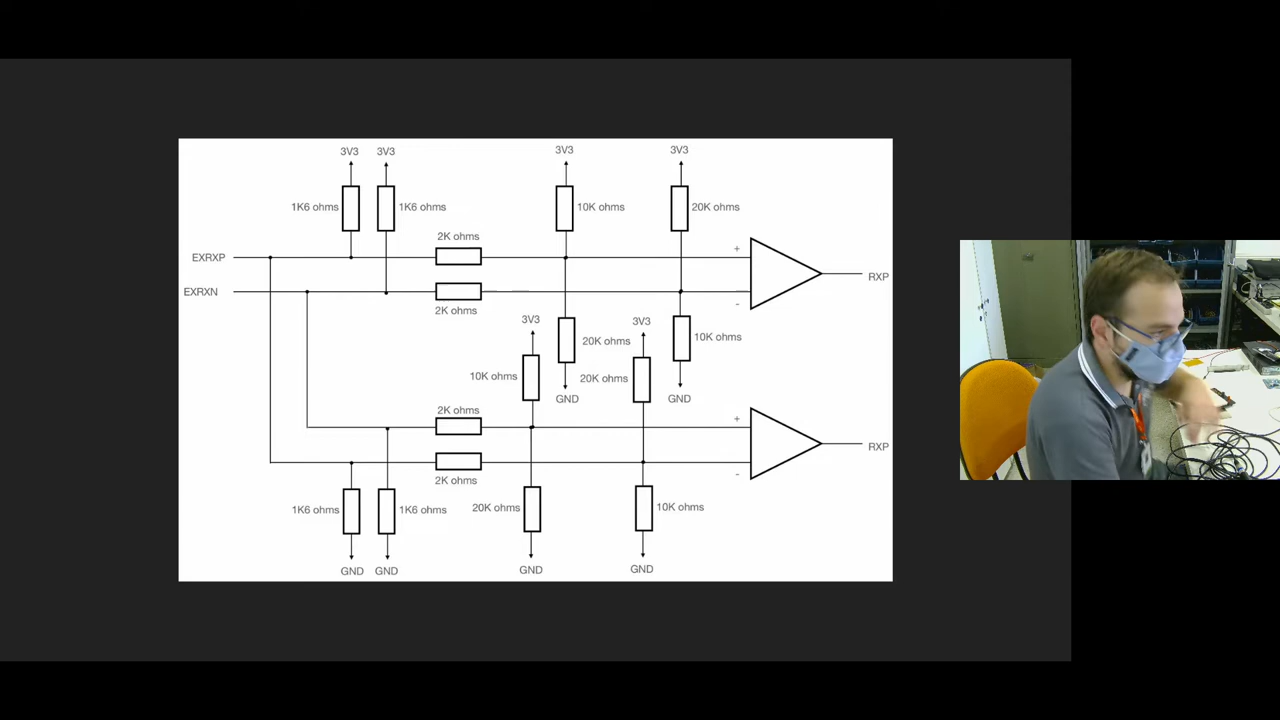 3V3 3V3 3V3 3V3
1K6 ohms 1K6 ohms 10K ohms 20K ohms
2K ohms
EXRXP +
EXRXN RXP
2K ohms -
3V3 3V3
20K ohms 10K ohms
10K ohms 20K ohms
GND GND
2K ohms +
RXP
2K ohms -
1K6 ohms 1K6 ohms 20K ohms 10K ohms
GND GND GND GND